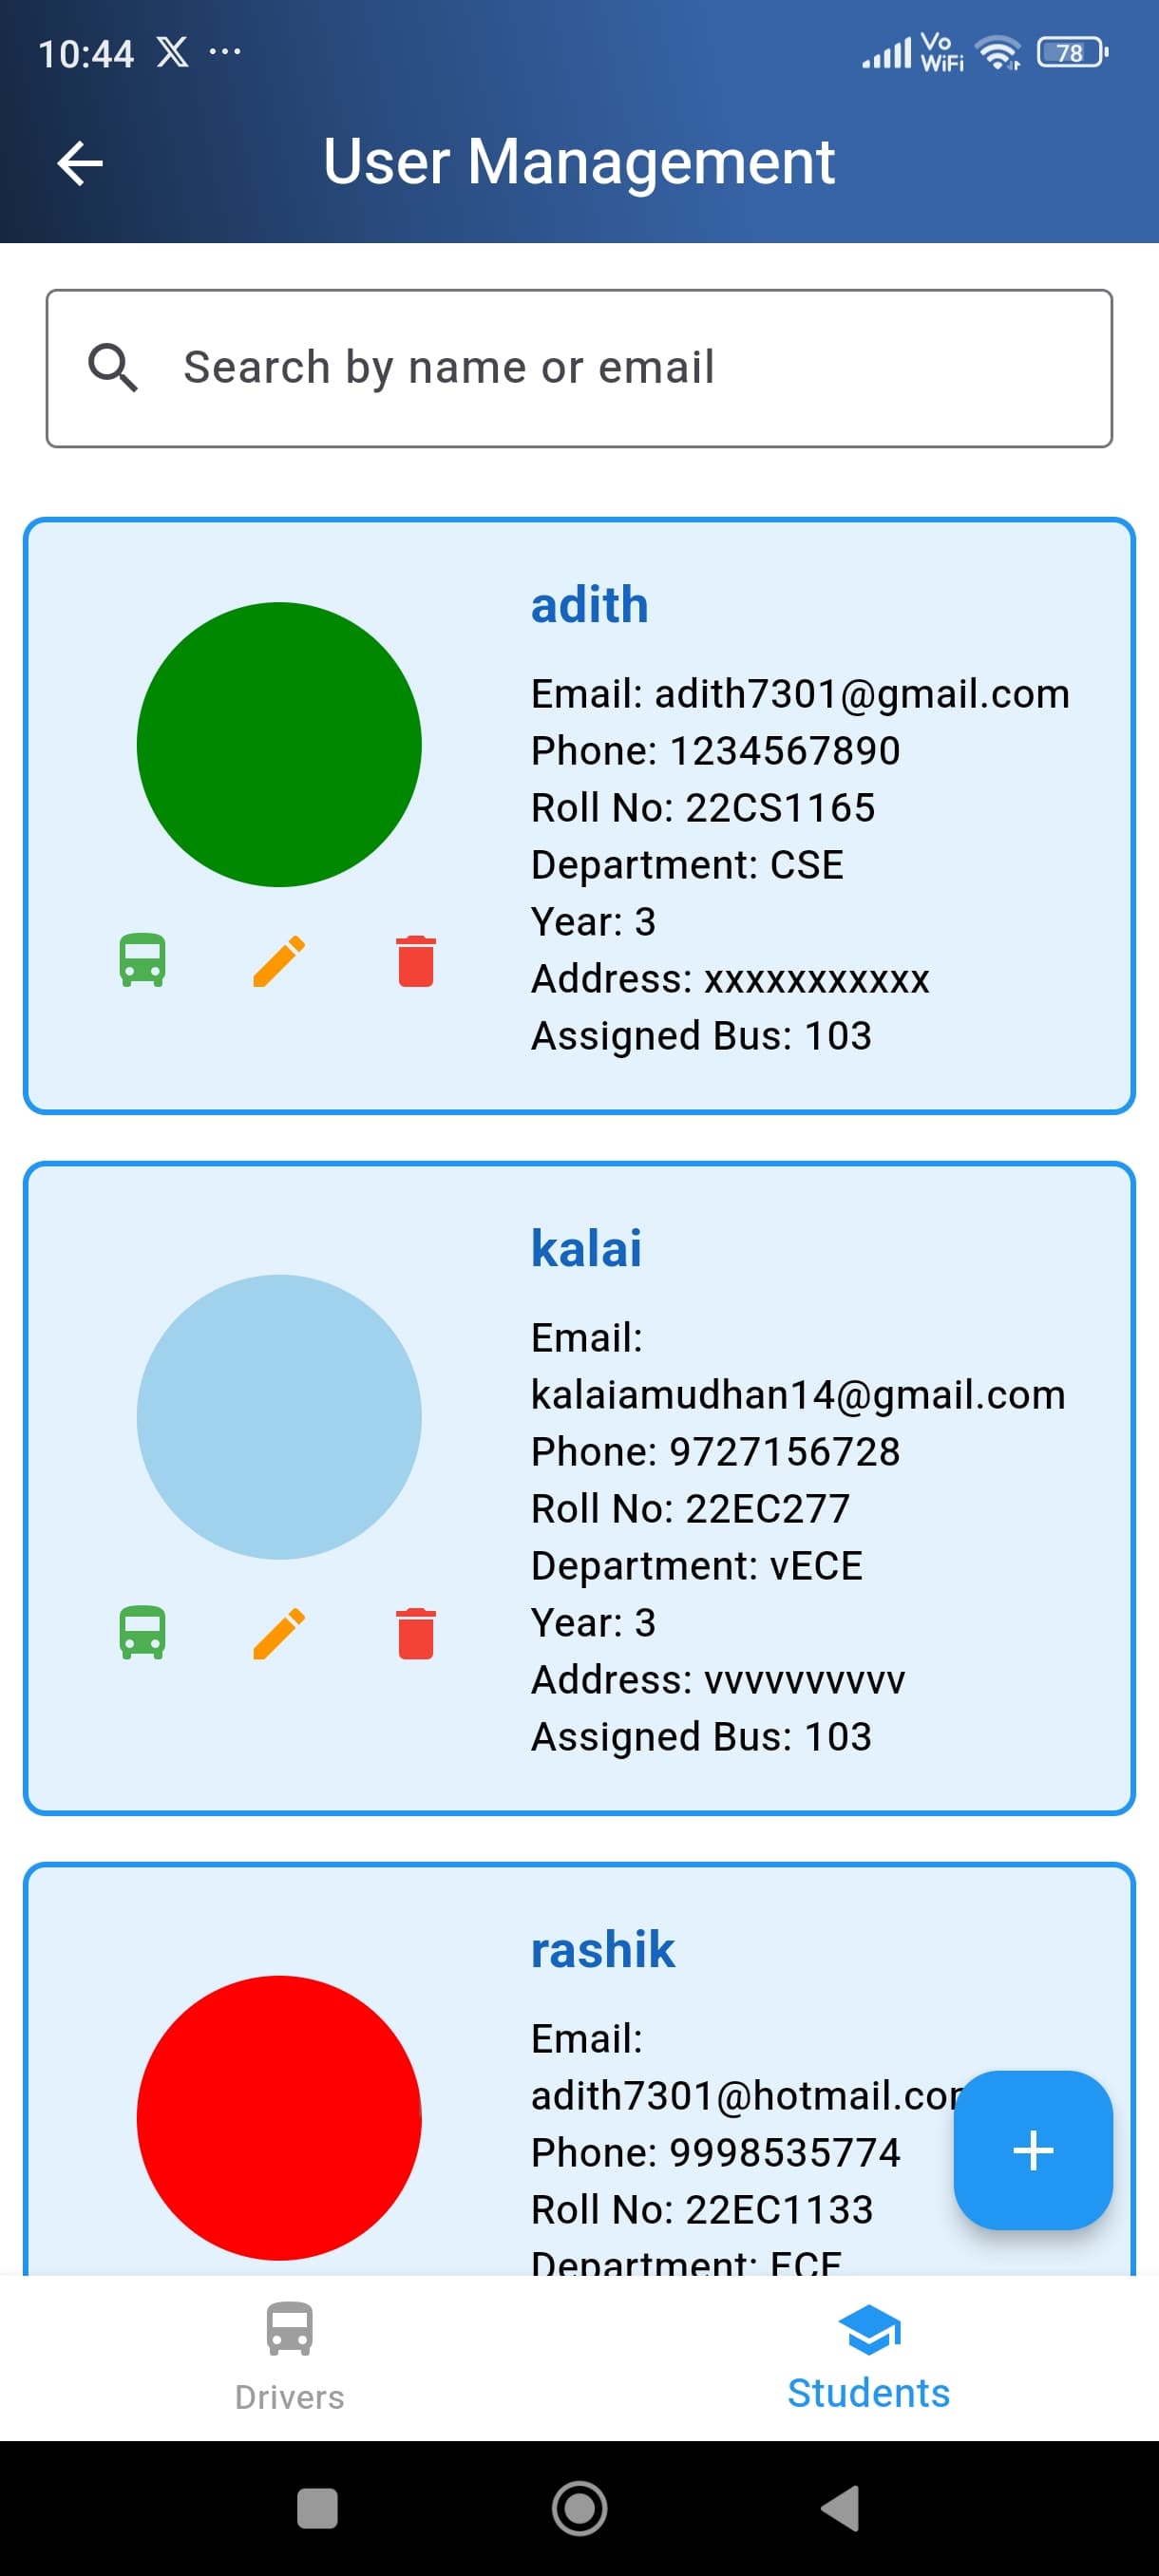 10:44
Vo WiFi
78
User Management
Search by name or email
adith
Email: adith7301@gmail.com
Phone: 1234567890
Roll No: 22CS1165
Department: CSE
Year: 3
Address: xxxxxxxxxxx
Assigned Bus: 103
kalai
Email:
kalaiamudhan14@gmail.com
Phone: 9727156728
Roll No: 22EC277
Department: vECE
Year: 3
Address: vvvvvvvvvv
Assigned Bus: 103
rashik
Email:
adith7301@hotmail.com
Phone: 9998535774
Roll No: 22EC1133
Department: ECE
Drivers
Students